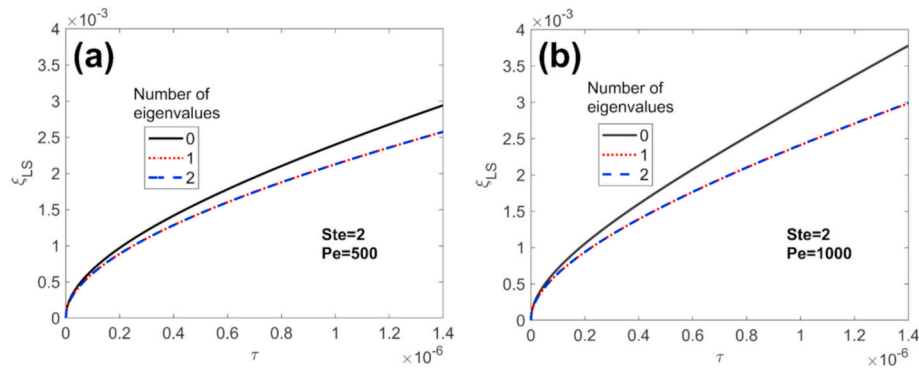 ×10⁻³
(a)
4
3.5
3
2.5
2
1.5
1
0.5
0
ξLS
Number of
eigenvalues
0
1
2
Ste=2
Pe=500
0 0.2 0.4 0.6 0.8 1 1.2 1.4
τ
×10⁻⁶
×10⁻³
(b)
4
3.5
3
2.5
2
1.5
1
0.5
0
ξLS
Number of
eigenvalues
0
1
2
Ste=2
Pe=1000
0 0.2 0.4 0.6 0.8 1 1.2 1.4
τ
×10⁻⁶